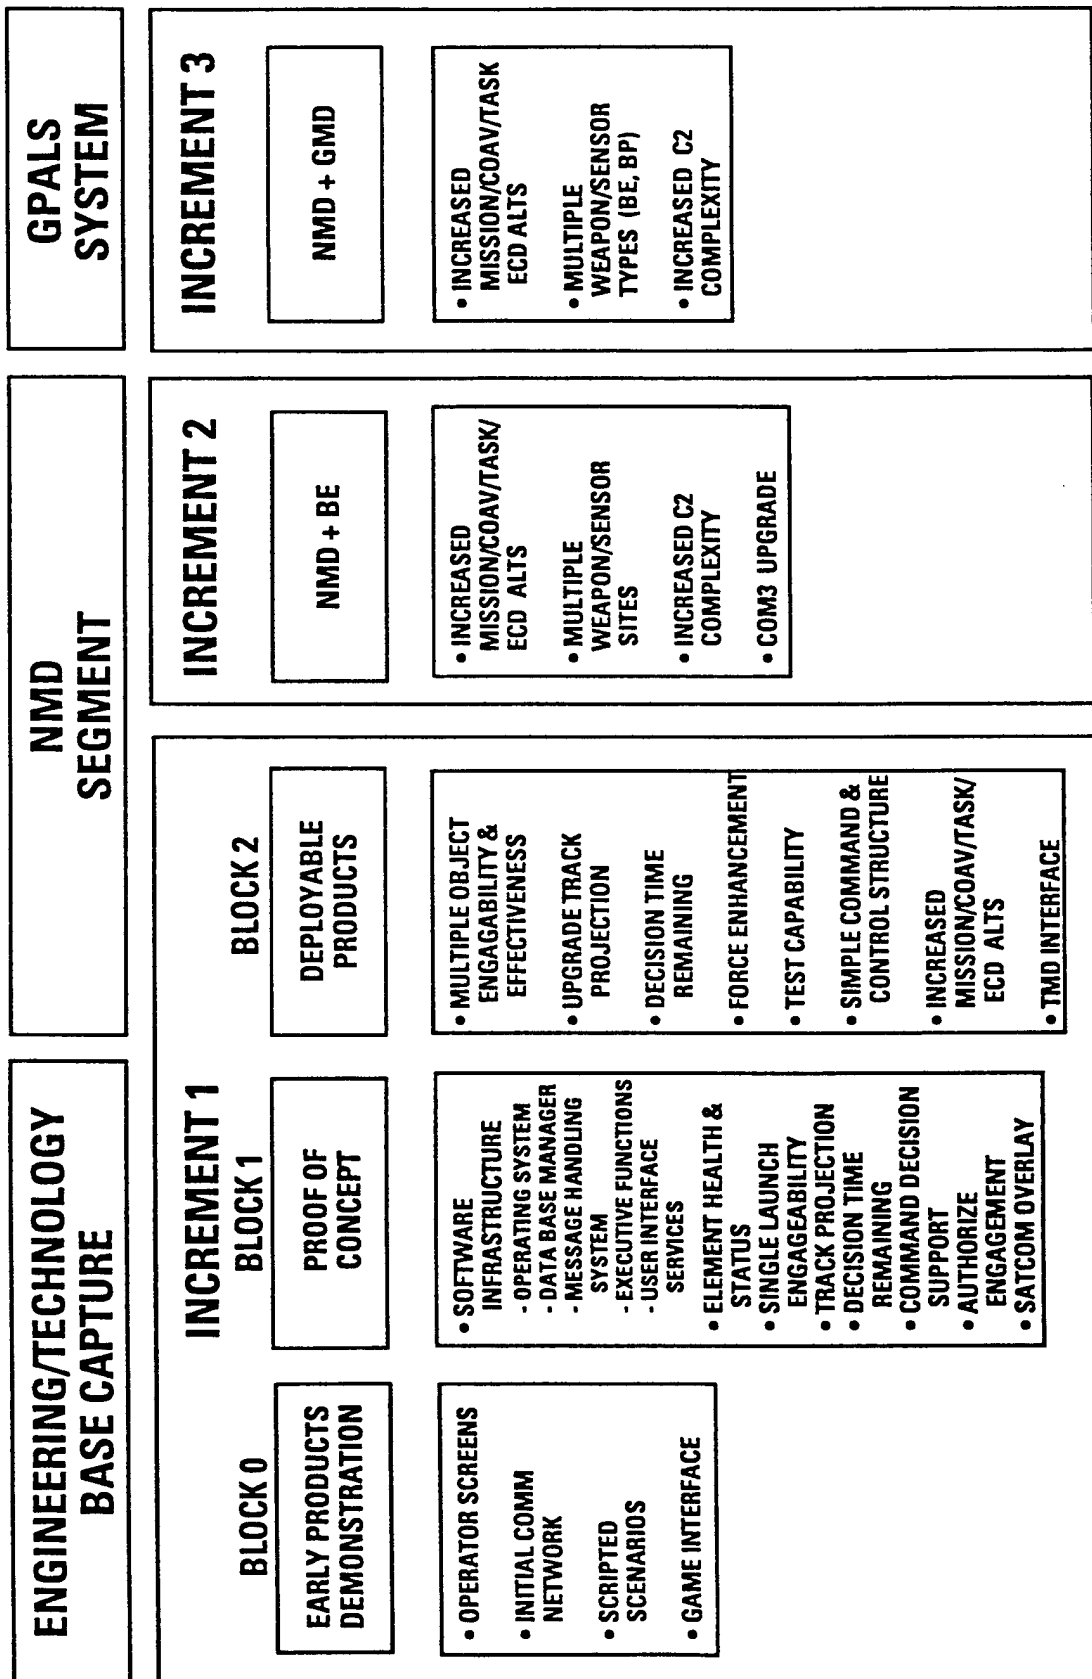 ENGINEERING/TECHNOLOGY
BASE CAPTURE
NMD
SEGMENT
GPALS
SYSTEM
INCREMENT 1
BLOCK 0
EARLY PRODUCTS
DEMONSTRATION
• OPERATOR SCREENS
• INITIAL COMM
NETWORK
• SCRIPTED
SCENARIOS
• GAME INTERFACE
BLOCK 1
PROOF OF
CONCEPT
• SOFTWARE
INFRASTRUCTURE
- OPERATING SYSTEM
- DATA BASE MANAGER
- MESSAGE HANDLING
SYSTEM
- EXECUTIVE FUNCTIONS
- USER INTERFACE
SERVICES
• ELEMENT HEALTH &
STATUS
• SINGLE LAUNCH
ENGAGEABILITY
• TRACK PROJECTION
• DECISION TIME
REMAINING
• COMMAND DECISION
SUPPORT
• AUTHORIZE
ENGAGEMENT
• SATCOM OVERLAY
BLOCK 2
DEPLOYABLE
PRODUCTS
• MULTIPLE OBJECT
ENGAGABILITY &
EFFECTIVENESS
• UPGRADE TRACK
PROJECTION
• DECISION TIME
REMAINING
• FORCE ENHANCEMENT
• TEST CAPABILITY
• SIMPLE COMMAND &
CONTROL STRUCTURE
• INCREASED
MISSION/COAV/TASK/
ECD ALTS
• TMD INTERFACE
INCREMENT 2
NMD + BE
• INCREASED
MISSION/COAV/TASK/
ECD ALTS
• MULTIPLE
WEAPON/SENSOR
SITES
• INCREASED C2
COMPLEXITY
• COM3 UPGRADE
INCREMENT 3
NMD + GMD
• INCREASED
MISSION/COAV/TASK
ECD ALTS
• MULTIPLE
WEAPON/SENSOR
TYPES (BE, BP)
• INCREASED C2
COMPLEXITY